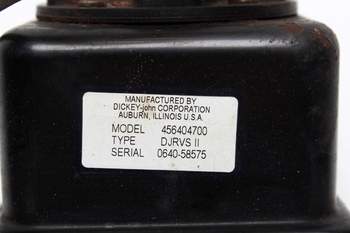 MANUFACTURED BY
DICKEY-john CORPORATION
AUBURN, ILLINOIS U.S.A.
MODEL 456404700
TYPE DJRVS II
SERIAL 0640-58575